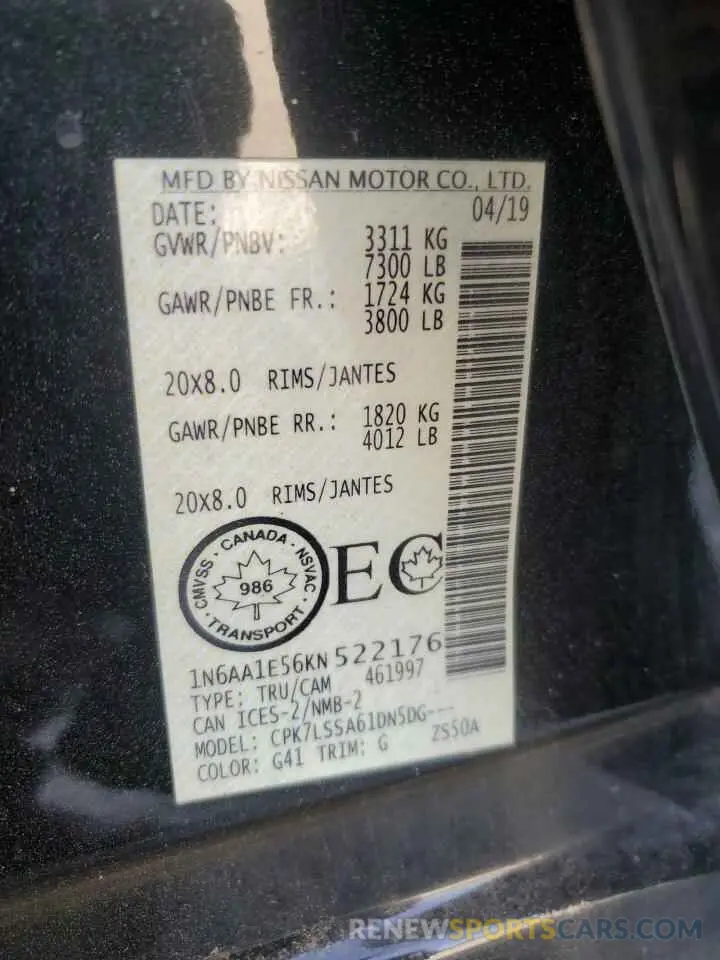 MFD BY NISSAN MOTOR CO., LTD.
DATE: 04/19
GVWR/PNBV: 3311 KG
7300 LB
GAWR/PNBE FR.: 1724 KG
3800 LB
20X8.0 RIMS/JANTES
GAWR/PNBE RR.: 1820 KG
4012 LB
20X8.0 RIMS/JANTES
CANADA · NSVAC · TRANSPORT · CMVSS ·
986
EC
1N6AA1E56KN522176
TYPE: TRU/CAM 461997
CAN ICES-2/NMB-2
MODEL: CPK7LSSA61DN5DG---
COLOR: G41 TRIM: G ZS50A
RENEWSPORTSCARS.COM